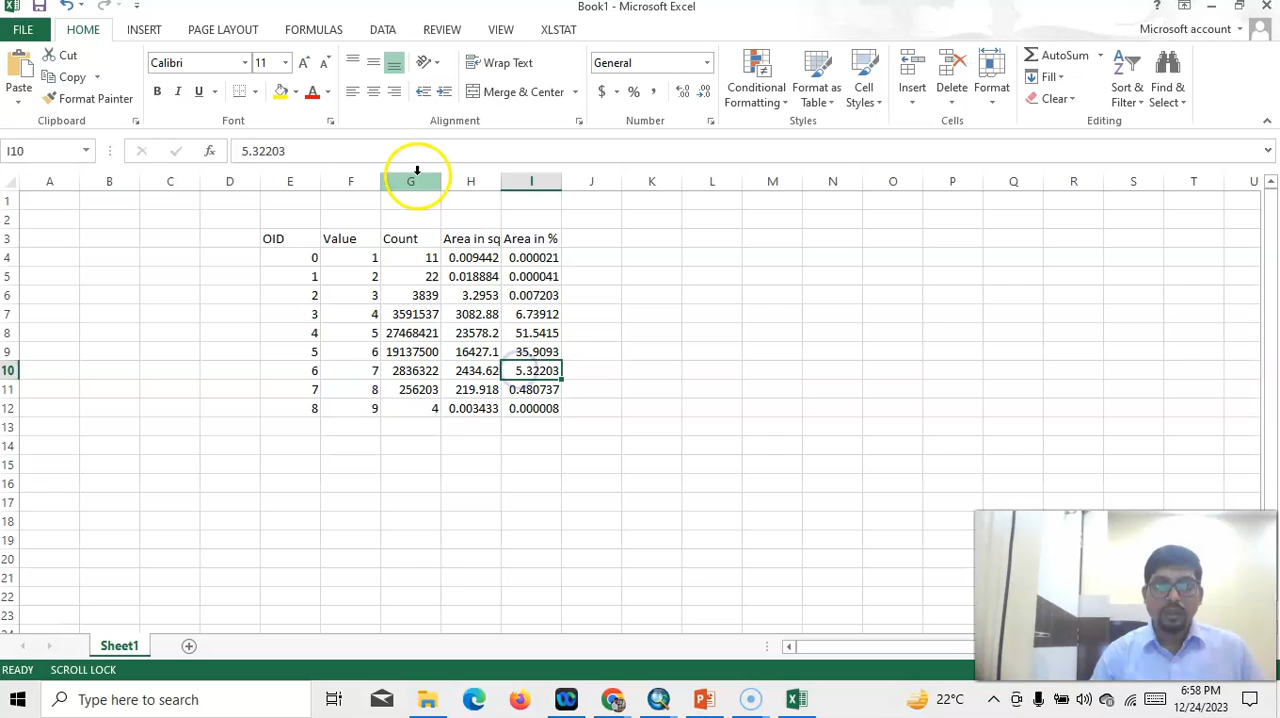 Book1 - Microsoft Excel
FILE HOME INSERT PAGE LAYOUT FORMULAS DATA REVIEW VIEW XLSTAT Microsoft account
Cut
Copy
Format Painter
Paste
Clipboard
Calibri 11
B I U
Font
Wrap Text
Merge & Center
Alignment
General
$ % ,
Number
Conditional Formatting
Format as Table
Cell Styles
Styles
Insert Delete Format
Cells
AutoSum
Fill
Clear
Sort & Filter
Find & Select
Editing
I10 fx 5.32203
A B C D E F G H I J K L M N O P Q R S T U
1
2
3 OID Value Count Area in sq Area in %
4 0 1 11 0.009442 0.000021
5 1 2 22 0.018884 0.000041
6 2 3 3839 3.2953 0.007203
7 3 4 3591537 3082.88 6.73912
8 4 5 27468421 23578.2 51.5415
9 5 6 19137500 16427.1 35.9093
10 6 7 2836322 2434.62 5.32203
11 7 8 256203 219.918 0.480737
12 8 9 4 0.003433 0.000008
13
14
15
16
17
18
19
20
21
22
23
Sheet1
READY SCROLL LOCK
Type here to search
22°C
6:58 PM
12/24/2023